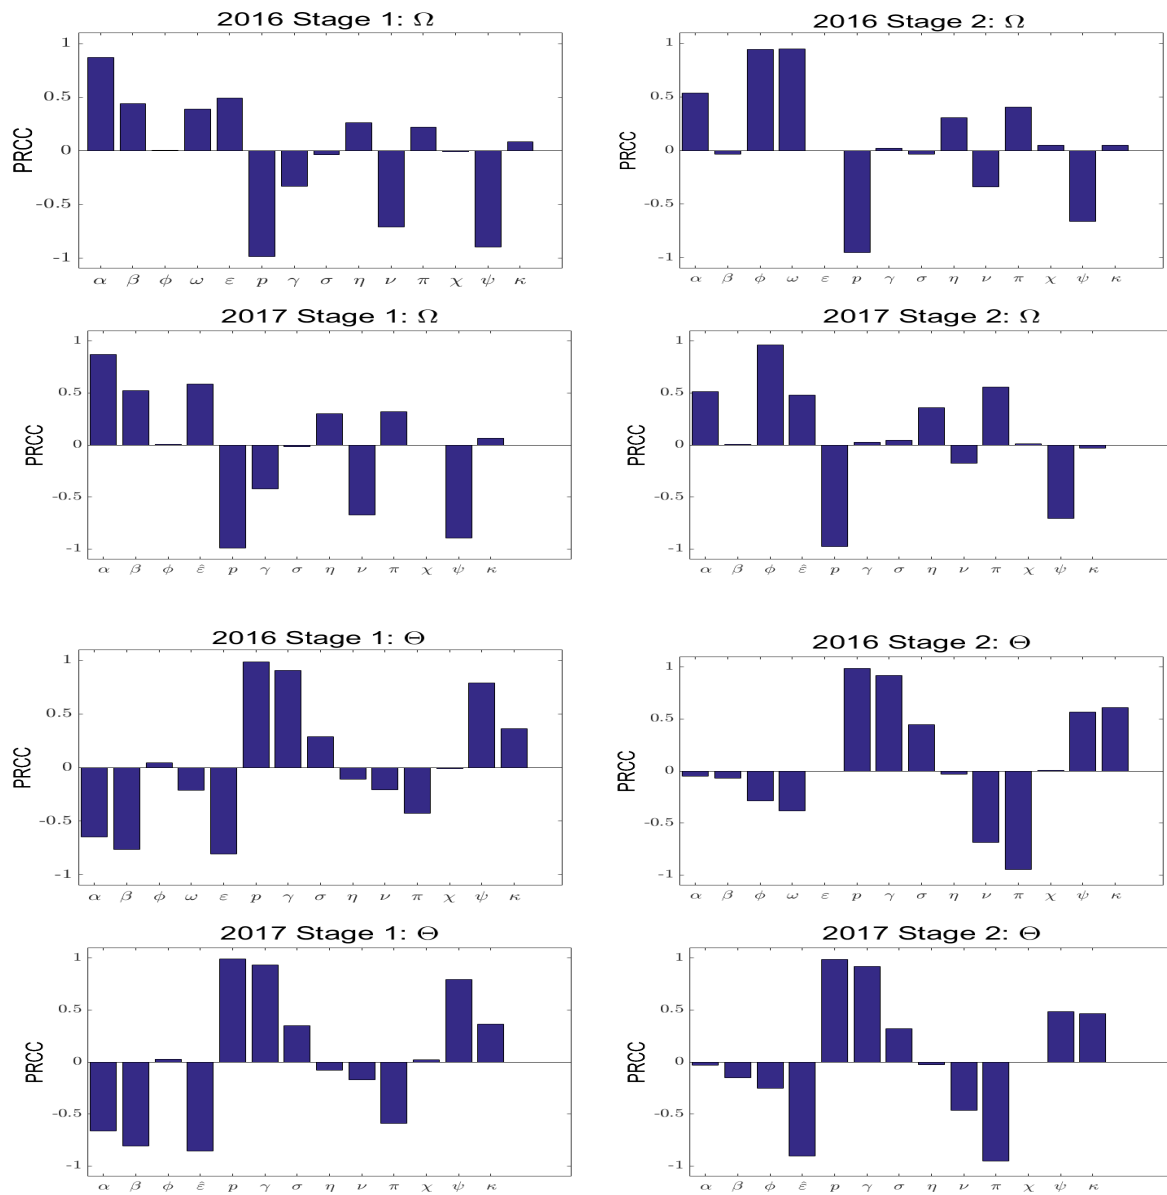 2016 Stage 1: Ω
PRCC
1
0.5
0
-0.5
-1
α β ϕ ω ε p γ σ η ν π χ ψ κ
2016 Stage 2: Ω
PRCC
1
0.5
0
-0.5
-1
α β ϕ ω ε p γ σ η ν π χ ψ κ
2017 Stage 1: Ω
PRCC
1
0.5
0
-0.5
-1
α β ϕ ε̂ p γ σ η ν π χ ψ κ
2017 Stage 2: Ω
PRCC
1
0.5
0
-0.5
-1
α β ϕ ε̂ p γ σ η ν π χ ψ κ
2016 Stage 1: Θ
PRCC
1
0.5
0
-0.5
-1
α β ϕ ω ε p γ σ η ν π χ ψ κ
2016 Stage 2: Θ
PRCC
1
0.5
0
-0.5
-1
α β ϕ ω ε p γ σ η ν π χ ψ κ
2017 Stage 1: Θ
PRCC
1
0.5
0
-0.5
-1
α β ϕ ε̂ p γ σ η ν π χ ψ κ
2017 Stage 2: Θ
PRCC
1
0.5
0
-0.5
-1
α β ϕ ε̂ p γ σ η ν π χ ψ κ